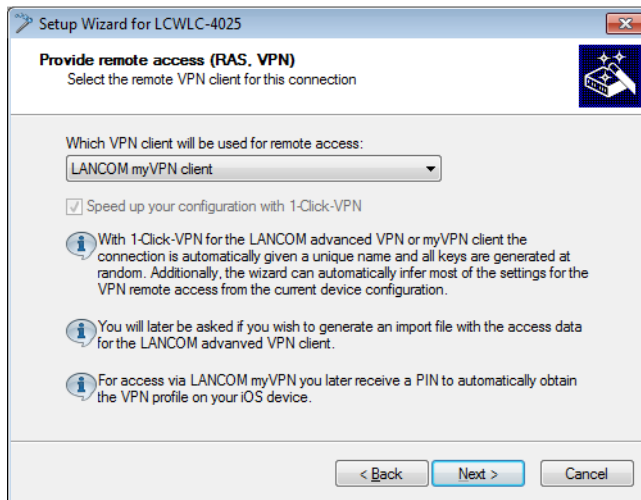 Setup Wizard for LCWLC-4025
Provide remote access (RAS, VPN)
Select the remote VPN client for this connection
Which VPN client will be used for remote access:
LANCOM myVPN client
Speed up your configuration with 1-Click-VPN
With 1-Click-VPN for the LANCOM advanced VPN or myVPN client the
connection is automatically given a unique name and all keys are generated at
random. Additionally, the wizard can automatically infer most of the settings for the
VPN remote access from the current device configuration.
You will later be asked if you wish to generate an import file with the access data
for the LANCOM advanved VPN client.
For access via LANCOM myVPN you later receive a PIN to automatically obtain
the VPN profile on your iOS device.
< Back Next > Cancel